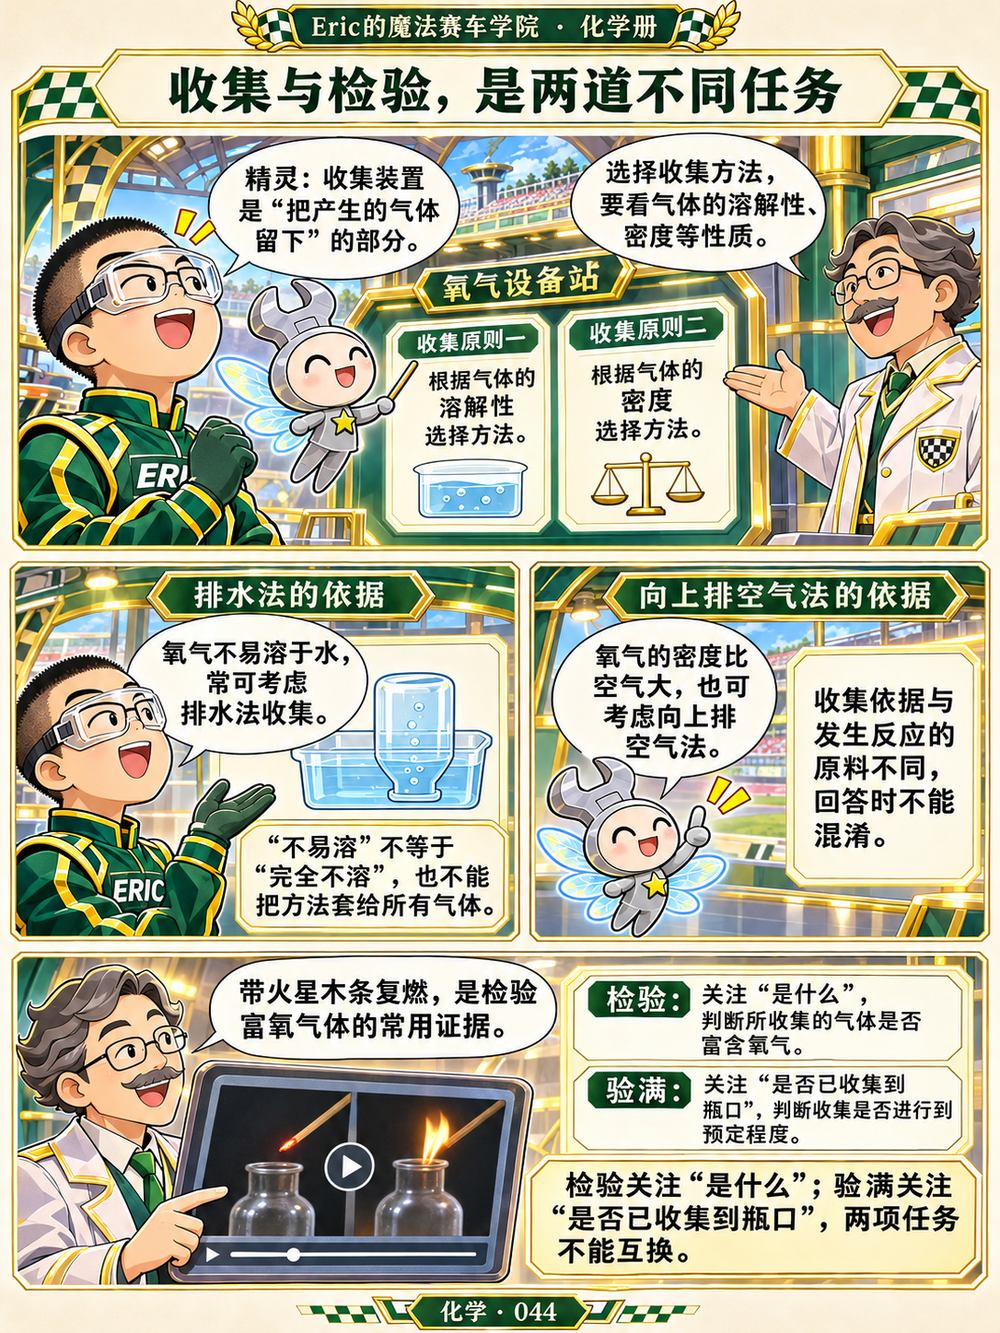 Eric的魔法赛车学院 · 化学册
收集与检验，是两道不同任务
精灵：收集装置
是“把产生的气体
留下”的部分。
选择收集方法，
要看气体的溶解性、
密度等性质。
氧气设备站
收集原则一
根据气体的
溶解性
选择方法。
收集原则二
根据气体的
密度
选择方法。
ERI
排水法的依据
氧气不易溶于水，
常可考虑
排水法收集。
ERIC
“不易溶”不等于
“完全不溶”，也不能
把方法套给所有气体。
向上排空气法的依据
氧气的密度比
空气大，也可
考虑向上排
空气法。
收集依据与
发生反应的
原料不同，
回答时不能
混淆。
带火星木条复燃，是检验
富氧气体的常用证据。
检验：
关注“是什么”，
判断所收集的气体是否
富含氧气。
验满：
关注“是否已收集到
瓶口”，判断收集是否进行到
预定程度。
检验关注“是什么”；验满关注
“是否已收集到瓶口”，两项任务
不能互换。
化学 · 044